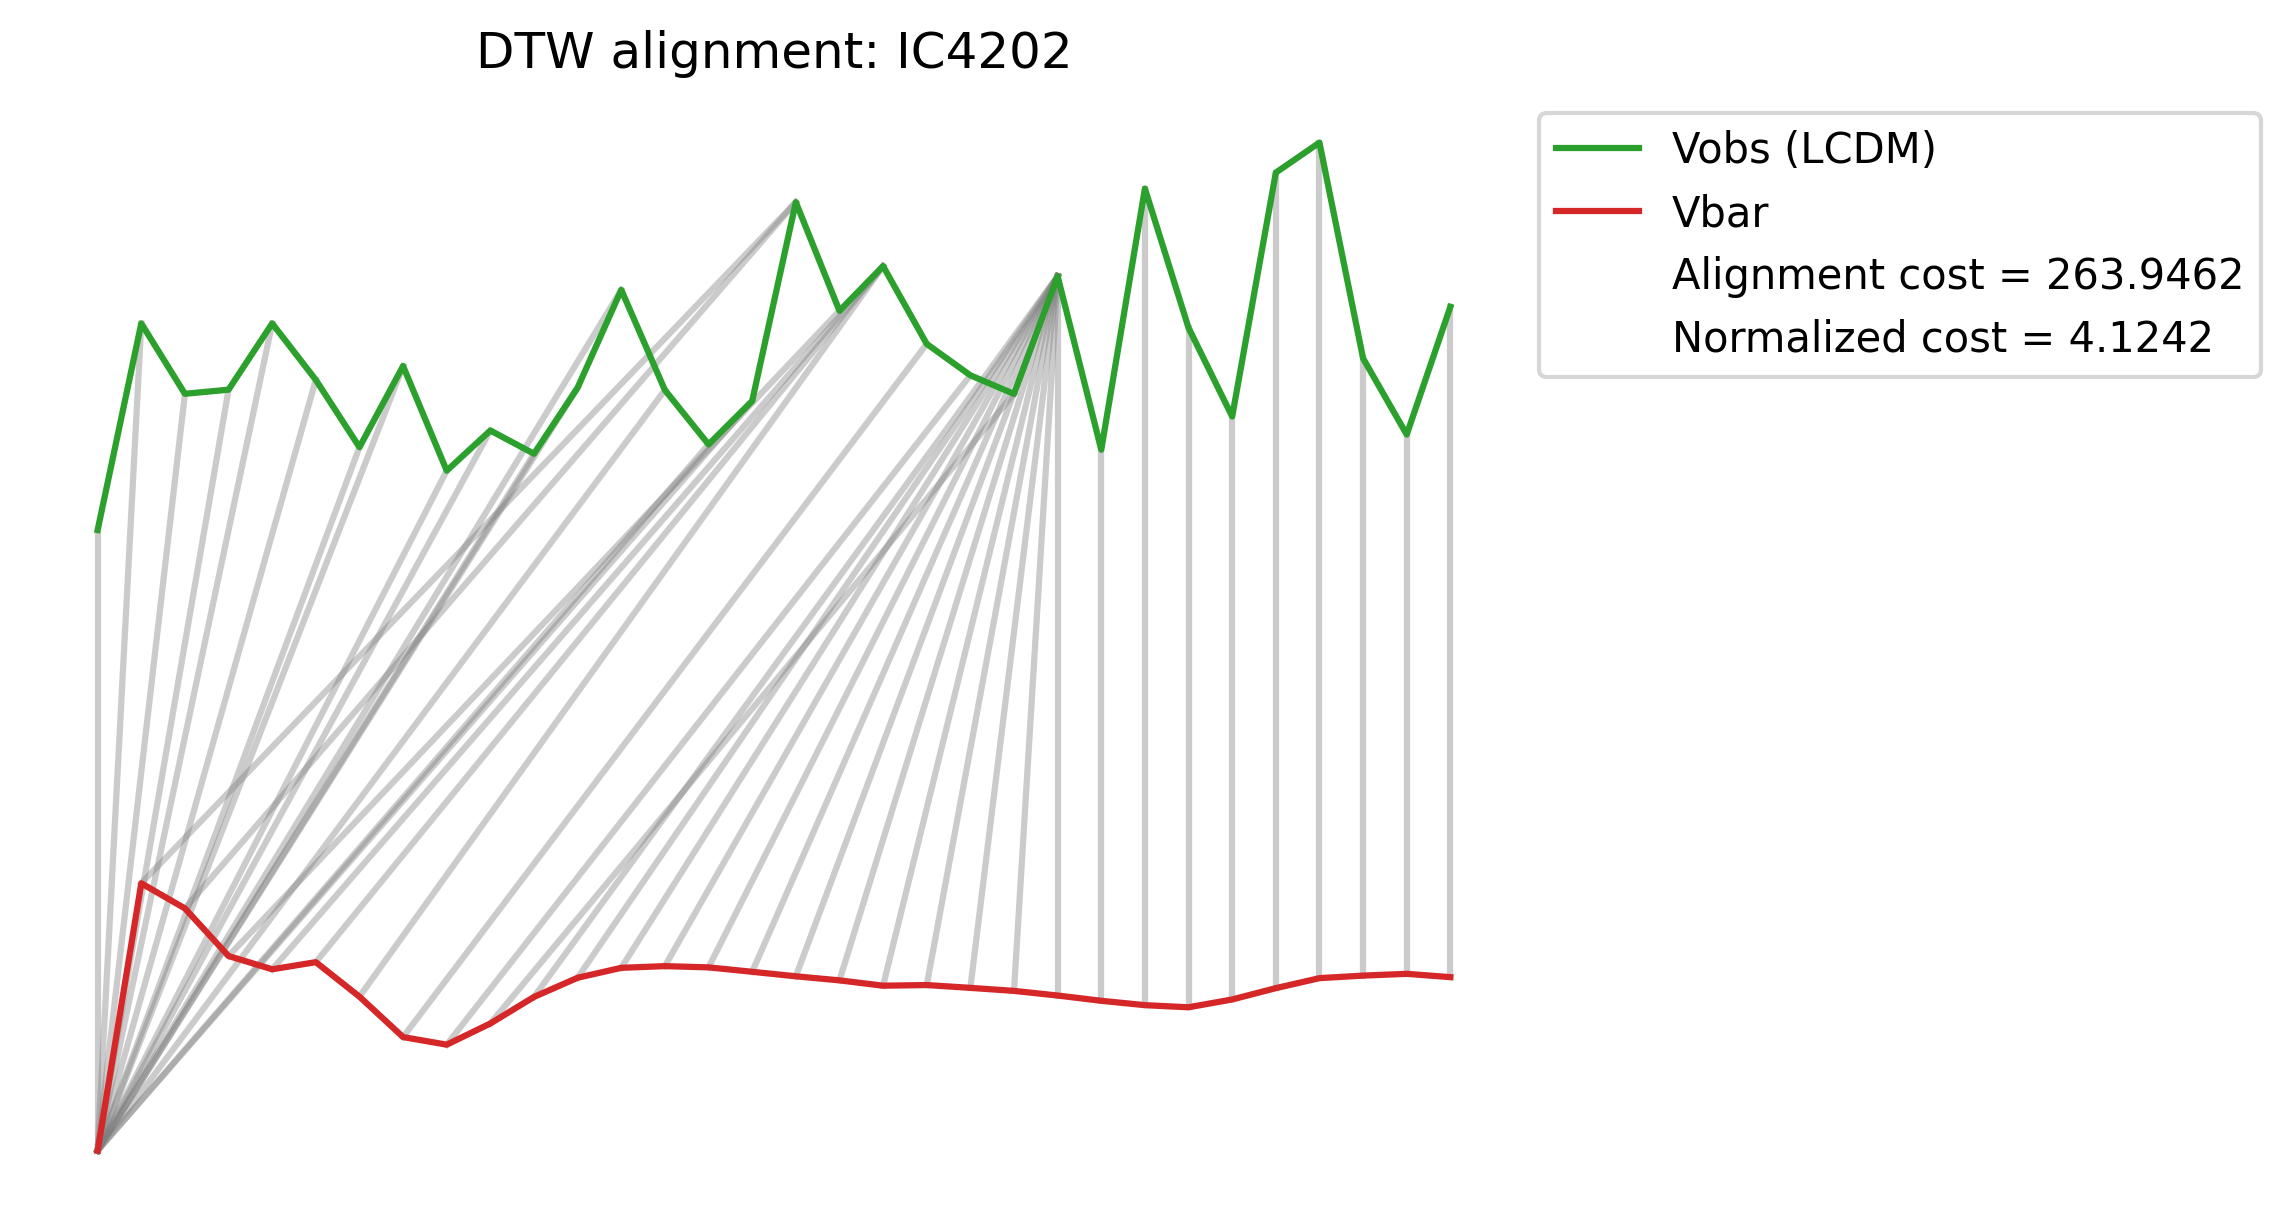 DTW alignment: IC4202
Vobs (LCDM)
Vbar
Alignment cost = 263.9462
Normalized cost = 4.1242